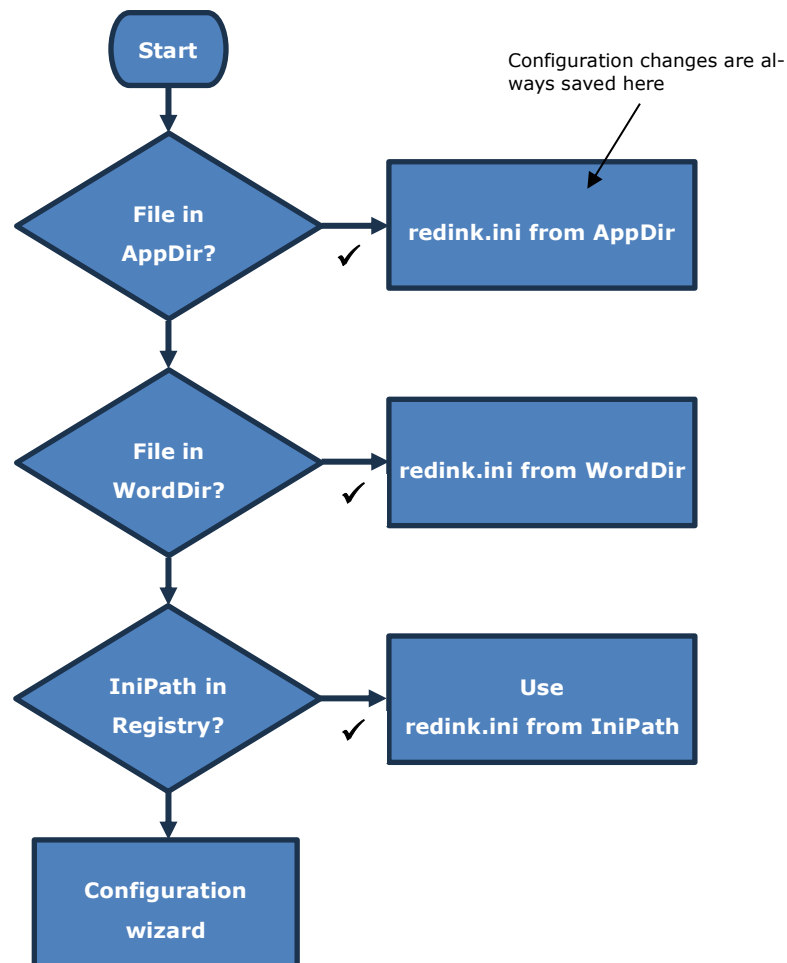 Start
Configuration changes are al-
ways saved here
File in
AppDir?
redink.ini from AppDir
✓
File in
WordDir?
redink.ini from WordDir
✓
IniPath in
Registry?
Use
redink.ini from IniPath
✓
Configuration
wizard